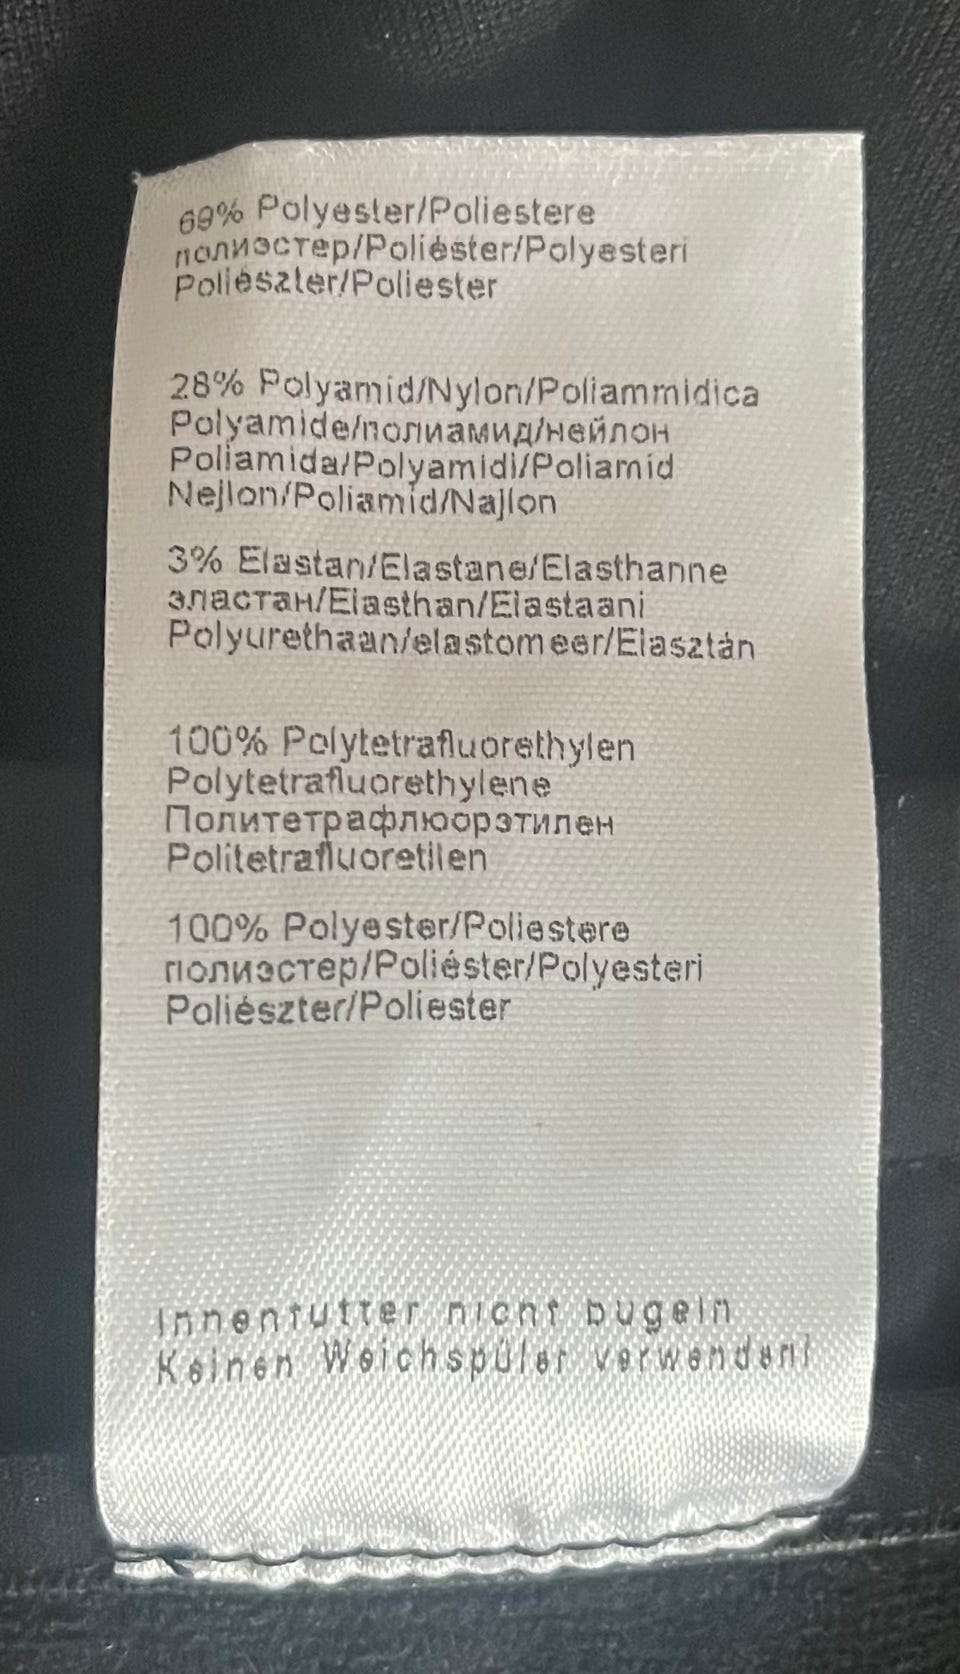 69% Polyester/Poliestere
полиэстер/Poliéster/Polyesteri
Poliészter/Poliester
28% Polyamid/Nylon/Poliammidica
Polyamide/полиамид/нейлон
Poliamida/Polyamidi/Poliamid
Nejlon/Poliamid/Najlon
3% Elastan/Elastane/Elasthanne
эластан/Elasthan/Elastaani
Polyurethaan/elastomeer/Elasztán
100% Polytetrafluorethylen
Polytetrafluorethylene
Политетрафлюорэтилен
Politetrafluoretilen
100% Polyester/Poliestere
полиэстер/Poliéster/Polyesteri
Poliészter/Poliester
Innenfutter nicht bugeln
Keinen Weichspüler verwenden!